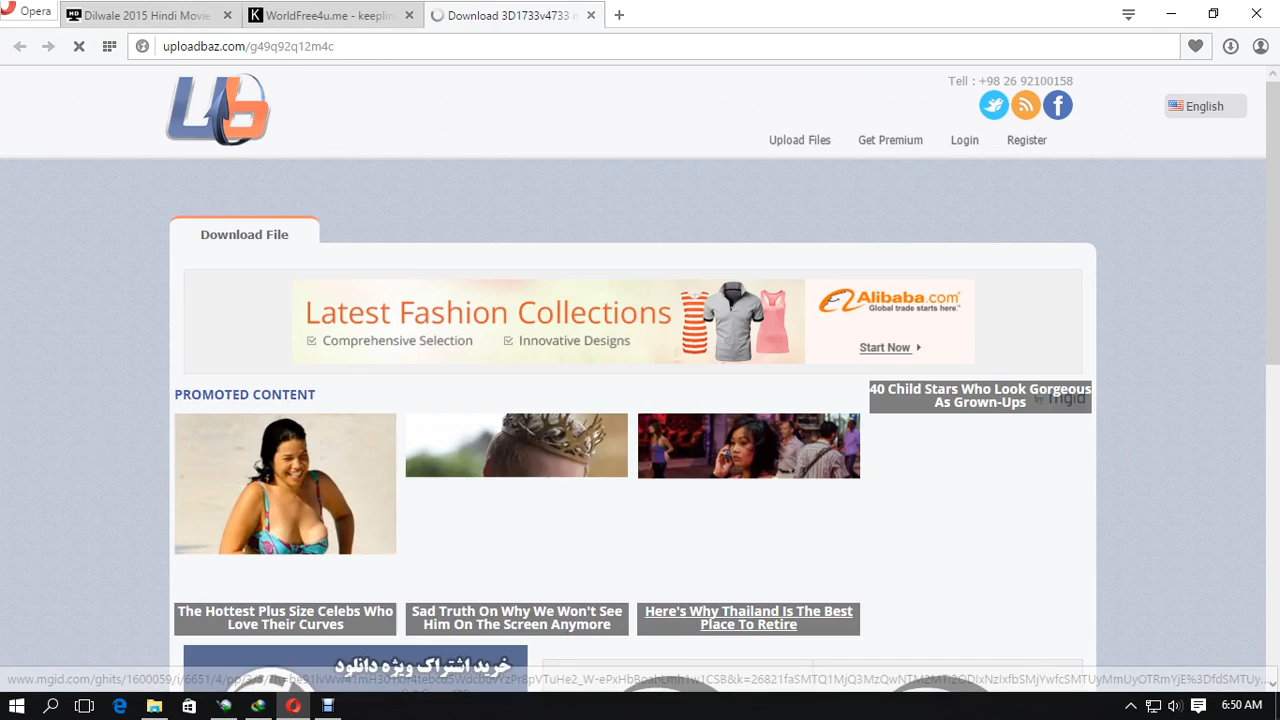 Opera
Dilwale 2015 Hindi Movie
WorldFree4u.me - keeplin
Download 3D1733v4733 m
uploadbaz.com/g49q92q12m4c
Ub
Tell : +98 26 92100158
English
Upload Files
Get Premium
Login
Register
Download File
Latest Fashion Collections
Comprehensive Selection
Innovative Designs
Alibaba.com
Global trade starts here.
Start Now
PROMOTED CONTENT
mgid
40 Child Stars Who Look Gorgeous
As Grown-Ups
The Hottest Plus Size Celebs Who
Love Their Curves
Sad Truth On Why We Won't See
Him On The Screen Anymore
Here's Why Thailand Is The Best
Place To Retire
خرید اشتراک ویژه دانلود
6:50 AM